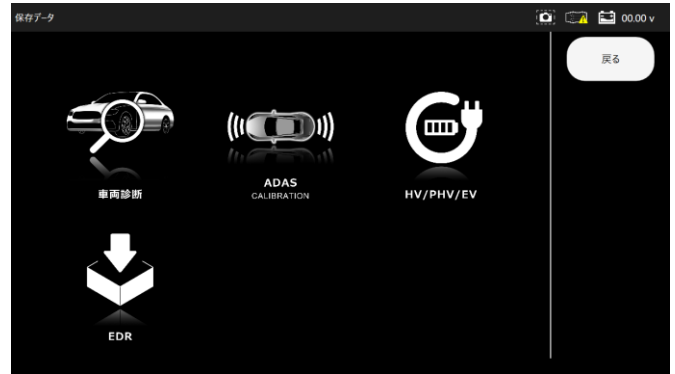 保存データ
00.00 v
戻る
車両診断
ADAS
CALIBRATION
HV/PHV/EV
EDR